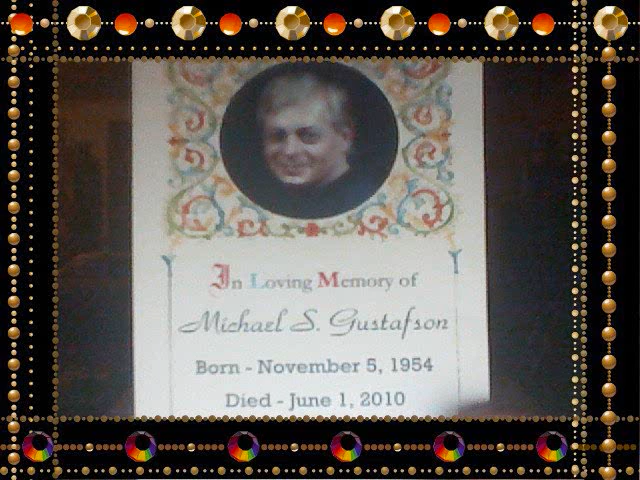 In Loving Memory of
Michael S. Gustafson
Born - November 5, 1954
Died - June 1, 2010